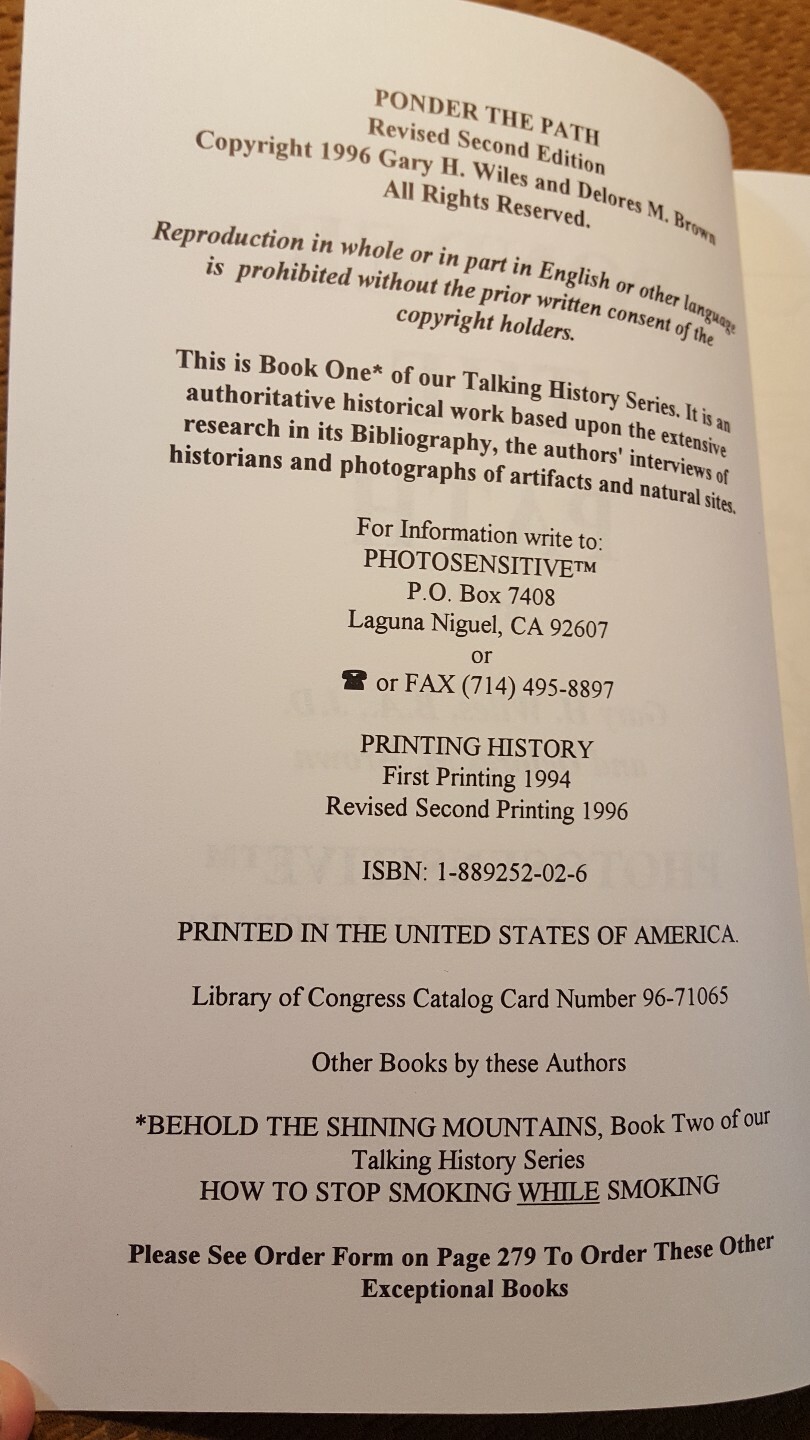 PONDER THE PATH
Revised Second Edition
Copyright 1996 Gary H. Wiles and Delores M. Brown
All Rights Reserved.
Reproduction in whole or in part in English or other language
is prohibited without the prior written consent of the
copyright holders.
This is Book One* of our Talking History Series. It is an
authoritative historical work based upon the extensive
research in its Bibliography, the authors' interviews of
historians and photographs of artifacts and natural sites.
For Information write to:
PHOTOSENSITIVE™
P.O. Box 7408
Laguna Niguel, CA 92607
or
☎ or FAX (714) 495-8897
PRINTING HISTORY
First Printing 1994
Revised Second Printing 1996
ISBN: 1-889252-02-6
PRINTED IN THE UNITED STATES OF AMERICA.
Library of Congress Catalog Card Number 96-71065
Other Books by these Authors
*BEHOLD THE SHINING MOUNTAINS, Book Two of our
Talking History Series
HOW TO STOP SMOKING WHILE SMOKING
Please See Order Form on Page 279 To Order These Other
Exceptional Books